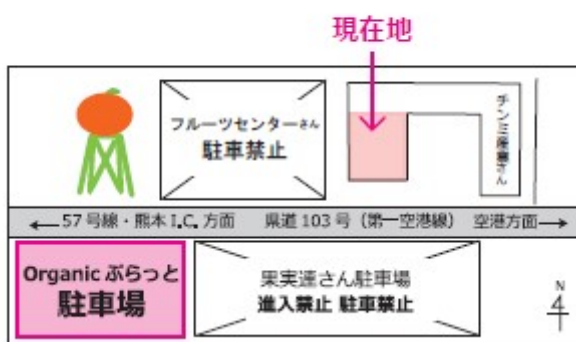 現在地
フルーツセンターさん
駐車禁止
チンミ産業さん
←57号線・熊本I.C.方面 県道103号(第一空港線) 空港方面→
Organic ぷらっと
駐車場
果実連さん駐車場
進入禁止 駐車禁止
N